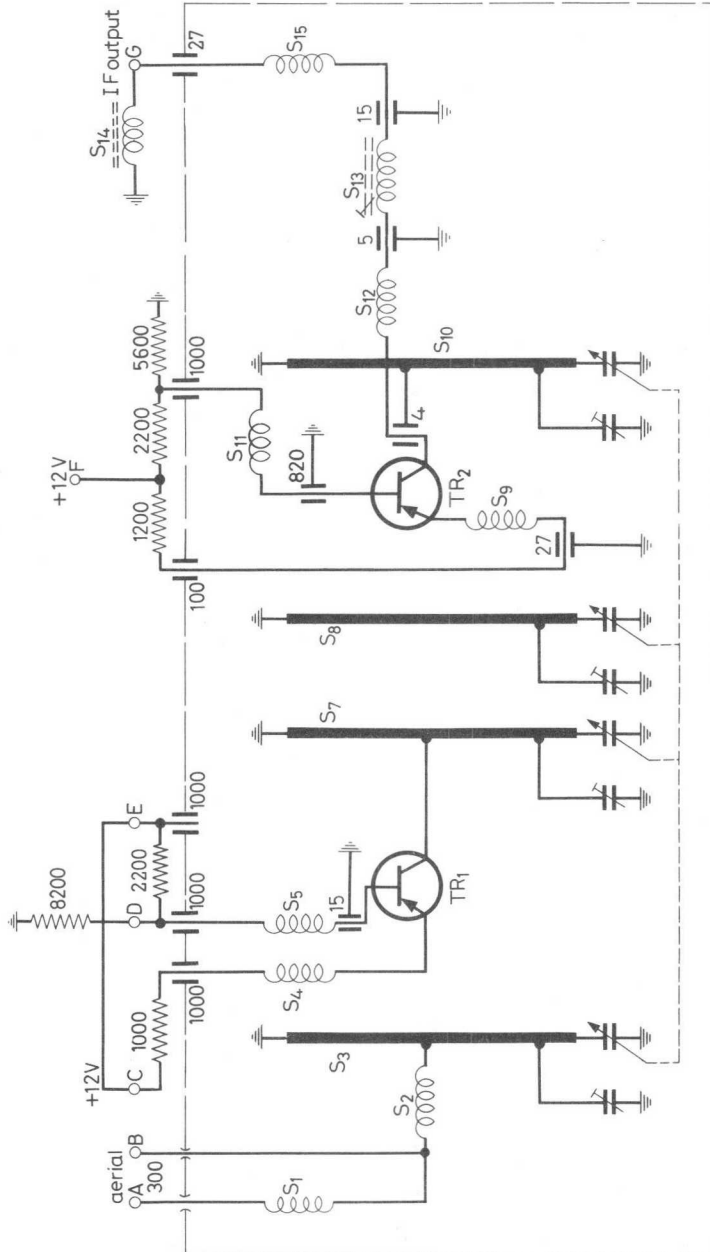 aerial
300
A
B
+12V
C
8200
D
E
1000
2200
1000
1000
1000
S1
S2
S3
S4
S5
15
TR1
S7
S8
+12V
F
1200
2200
5600
100
1000
S11
820
4
TR2
S9
27
S10
S12
5
S13
15
S14
IF output
G
27
S15